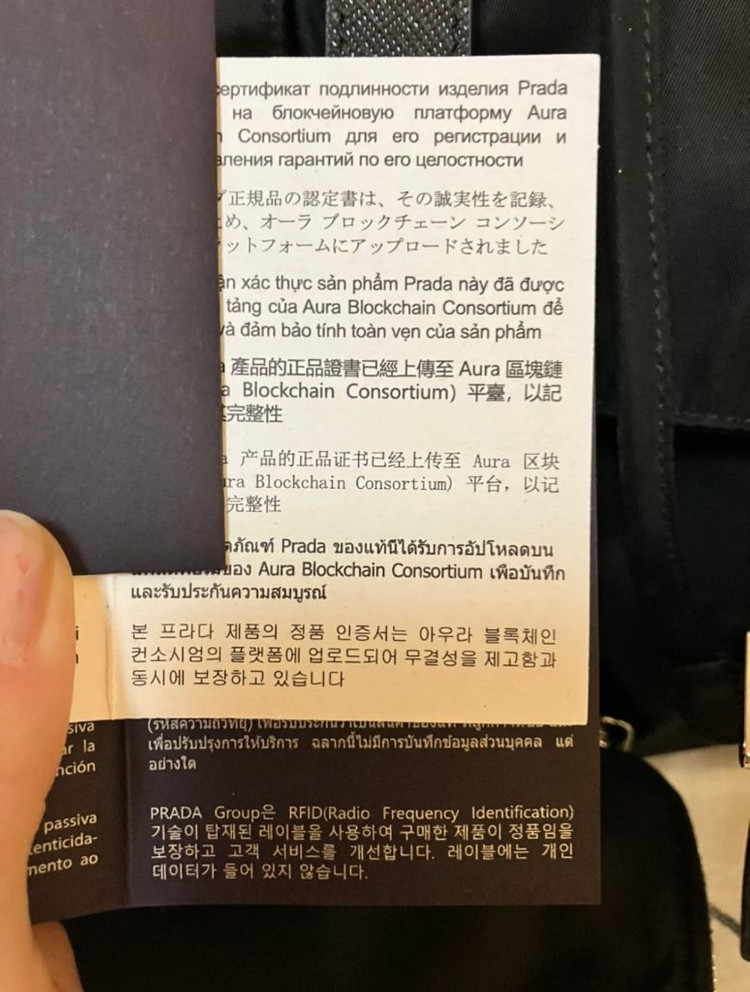 сертификат подлинности изделия Prada
на блокчейновую платформу Aura
Consortium для его регистрации и
гарантий по его целостности
正規品の認定書は、その誠実性を記録、
め、オーラ ブロックチェーン コンソーシ
ットフォームにアップロードされました
xác thực sản phẩm Prada này đã được
tảng của Aura Blockchain Consortium để
và đảm bảo tính toàn vẹn của sản phẩm
產品的正品證書已經上傳至 Aura 區塊鏈
Blockchain Consortium) 平臺，以記
完整性
产品的正品证书已经上传至 Aura 区块
Blockchain Consortium) 平台，以记
完整性
Prada ของแท้นี้ได้รับการอัปโหลดบน
Aura Blockchain Consortium เพื่อบันทึก
และรับประกันความสมบูรณ์
본 프라다 제품의 정품 인증서는 아우라 블록체인
컨소시엄의 플랫폼에 업로드되어 무결성을 제고함과
동시에 보장하고 있습니다
เพื่อปรับปรุงการให้บริการ ฉลากนี้ไม่มีการบันทึกข้อมูลส่วนบุคคล แต่
อย่างใด
la
passiva
mento ao
PRADA Group은 RFID(Radio Frequency Identification)
기술이 탑재된 레이블을 사용하여 구매한 제품이 정품임을
보장하고 고객 서비스를 개선합니다. 레이블에는 개인
데이터가 들어 있지 않습니다.